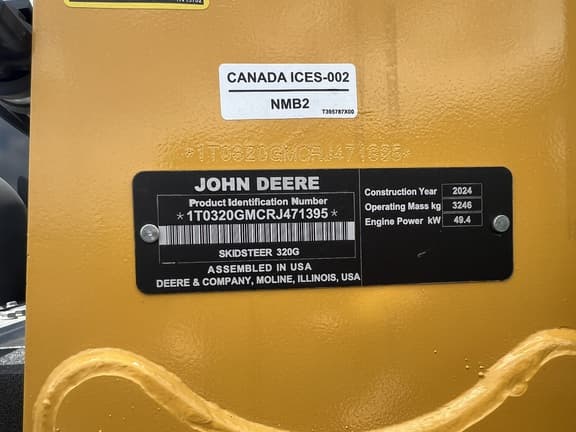 CANADA ICES-002
NMB2
T395787X00
*1T0320GMCRJ471395*
JOHN DEERE
Product Identification Number
*1T0320GMCRJ471395*
SKIDSTEER 320G
ASSEMBLED IN USA
DEERE & COMPANY, MOLINE, ILLINOIS, USA
Construction Year 2024
Operating Mass kg 3246
Engine Power kW 49.4